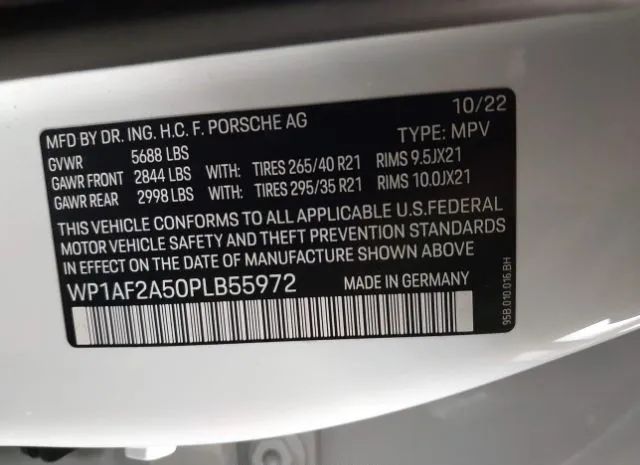 10/22
MFD BY DR. ING. H.C. F. PORSCHE AG TYPE: MPV
GVWR 5688 LBS
GAWR FRONT 2844 LBS WITH: TIRES 265/40 R21 RIMS 9.5JX21
GAWR REAR 2998 LBS WITH: TIRES 295/35 R21 RIMS 10.0JX21
THIS VEHICLE CONFORMS TO ALL APPLICABLE U.S.FEDERAL
MOTOR VEHICLE SAFETY AND THEFT PREVENTION STANDARDS
IN EFFECT ON THE DATE OF MANUFACTURE SHOWN ABOVE
WP1AF2A50PLB55972 MADE IN GERMANY
95B.010.016.BH